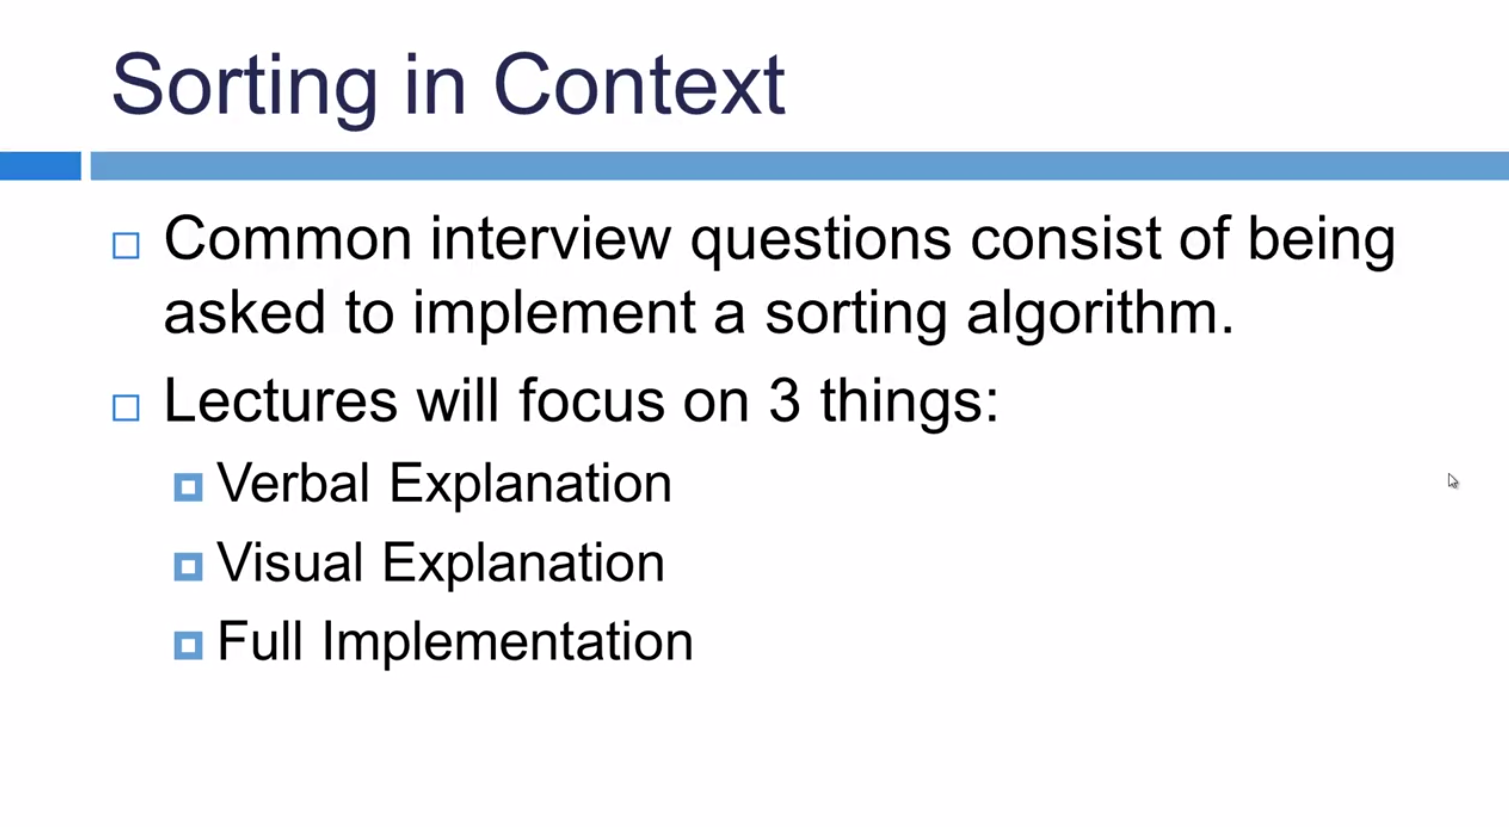 Sorting in Context
Common interview questions consist of being
asked to implement a sorting algorithm.
Lectures will focus on 3 things:
Verbal Explanation
Visual Explanation
Full Implementation